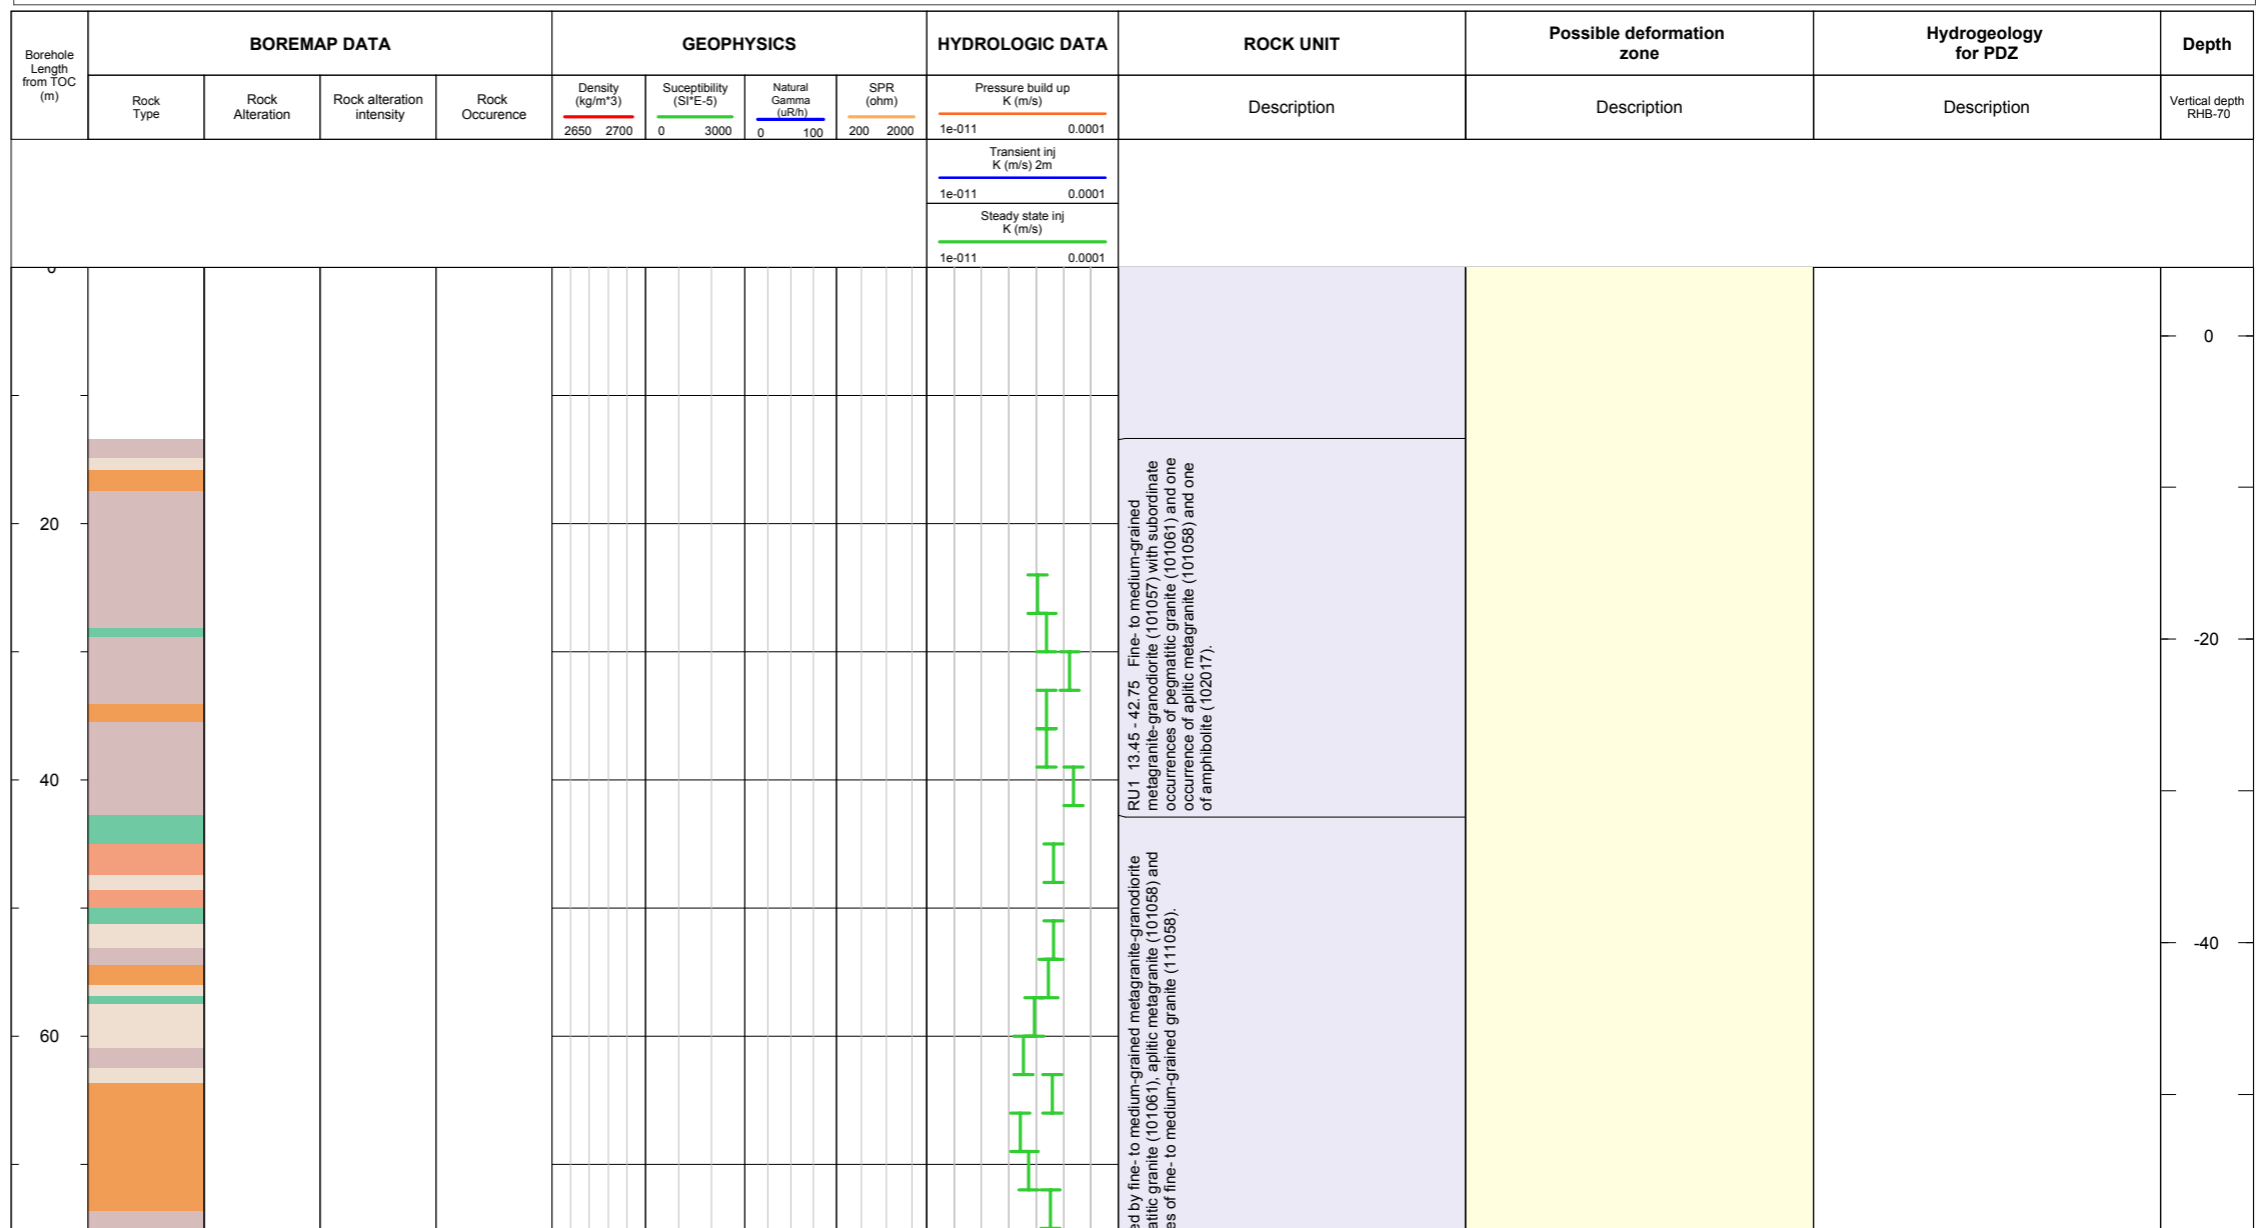 Borehole
Length
from TOC
(m)
BOREMAP DATA
GEOPHYSICS
HYDROLOGIC DATA
ROCK UNIT
Possible deformation
zone
Hydrogeology
for PDZ
Depth
Rock
Type
Rock
Alteration
Rock alteration
intensity
Rock
Occurence
Density
(kg/m*3)
2650 2700
Suceptibility
(SI*E-5)
0 3000
Natural
Gamma
(uR/h)
0 100
SPR
(ohm)
200 2000
Pressure build up
K (m/s)
1e-011 0.0001
Description
Description
Description
Vertical depth
RHB-70
Transient inj
K (m/s) 2m
1e-011 0.0001
Steady state inj
K (m/s)
1e-011 0.0001
0
20
40
60
RU1 13.45 - 42.75 Fine- to medium-grained
metagranite-granodiorite (101057) with subordinate
occurrences of pegmatitic granite (101061) and one
occurrence of aplitic metagranite (101058) and one
of amphibolite (102017).
ed by fine- to medium-grained metagranite-granodiorite
atitic granite (101061), aplitic metagranite (101058) and
es of fine- to medium-grained granite (111058).
0
-20
-40